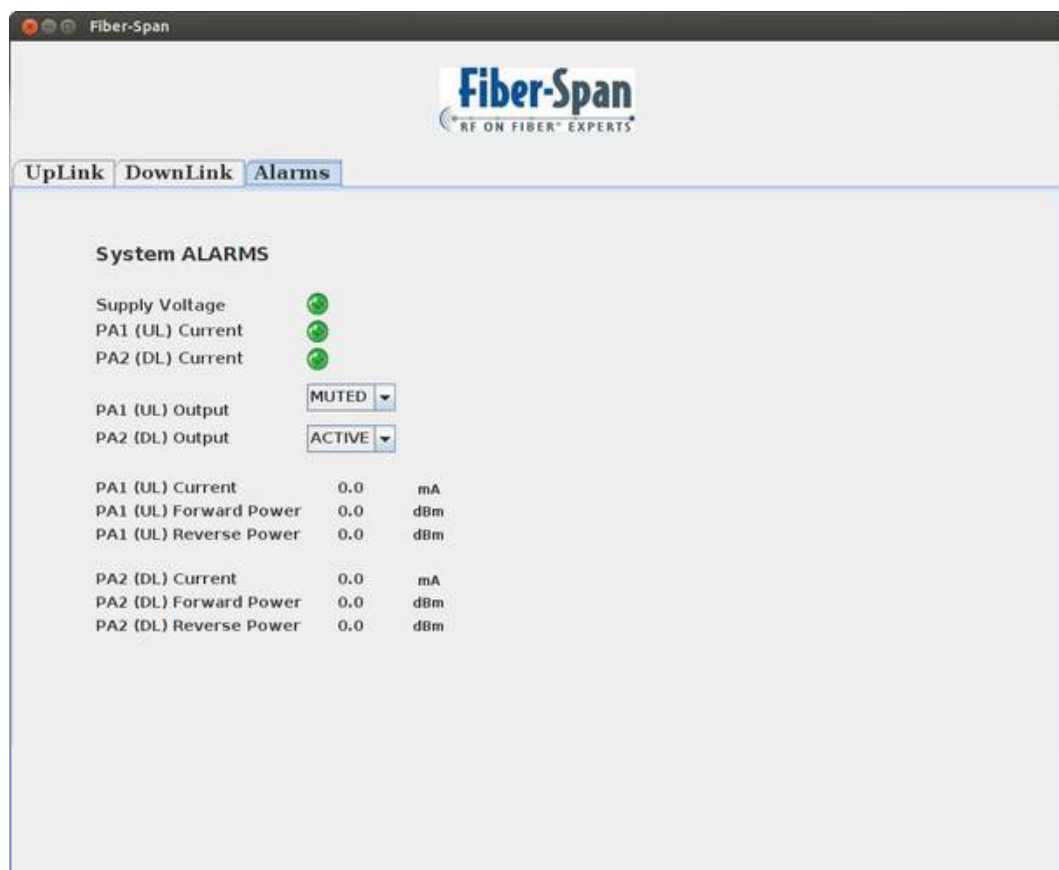 Fiber-Span
Fiber-Span
RF ON FIBER™ EXPERTS
UpLink DownLink Alarms
System ALARMS
Supply Voltage
PA1 (UL) Current
PA2 (DL) Current
PA1 (UL) Output MUTED
PA2 (DL) Output ACTIVE
PA1 (UL) Current 0.0 mA
PA1 (UL) Forward Power 0.0 dBm
PA1 (UL) Reverse Power 0.0 dBm
PA2 (DL) Current 0.0 mA
PA2 (DL) Forward Power 0.0 dBm
PA2 (DL) Reverse Power 0.0 dBm